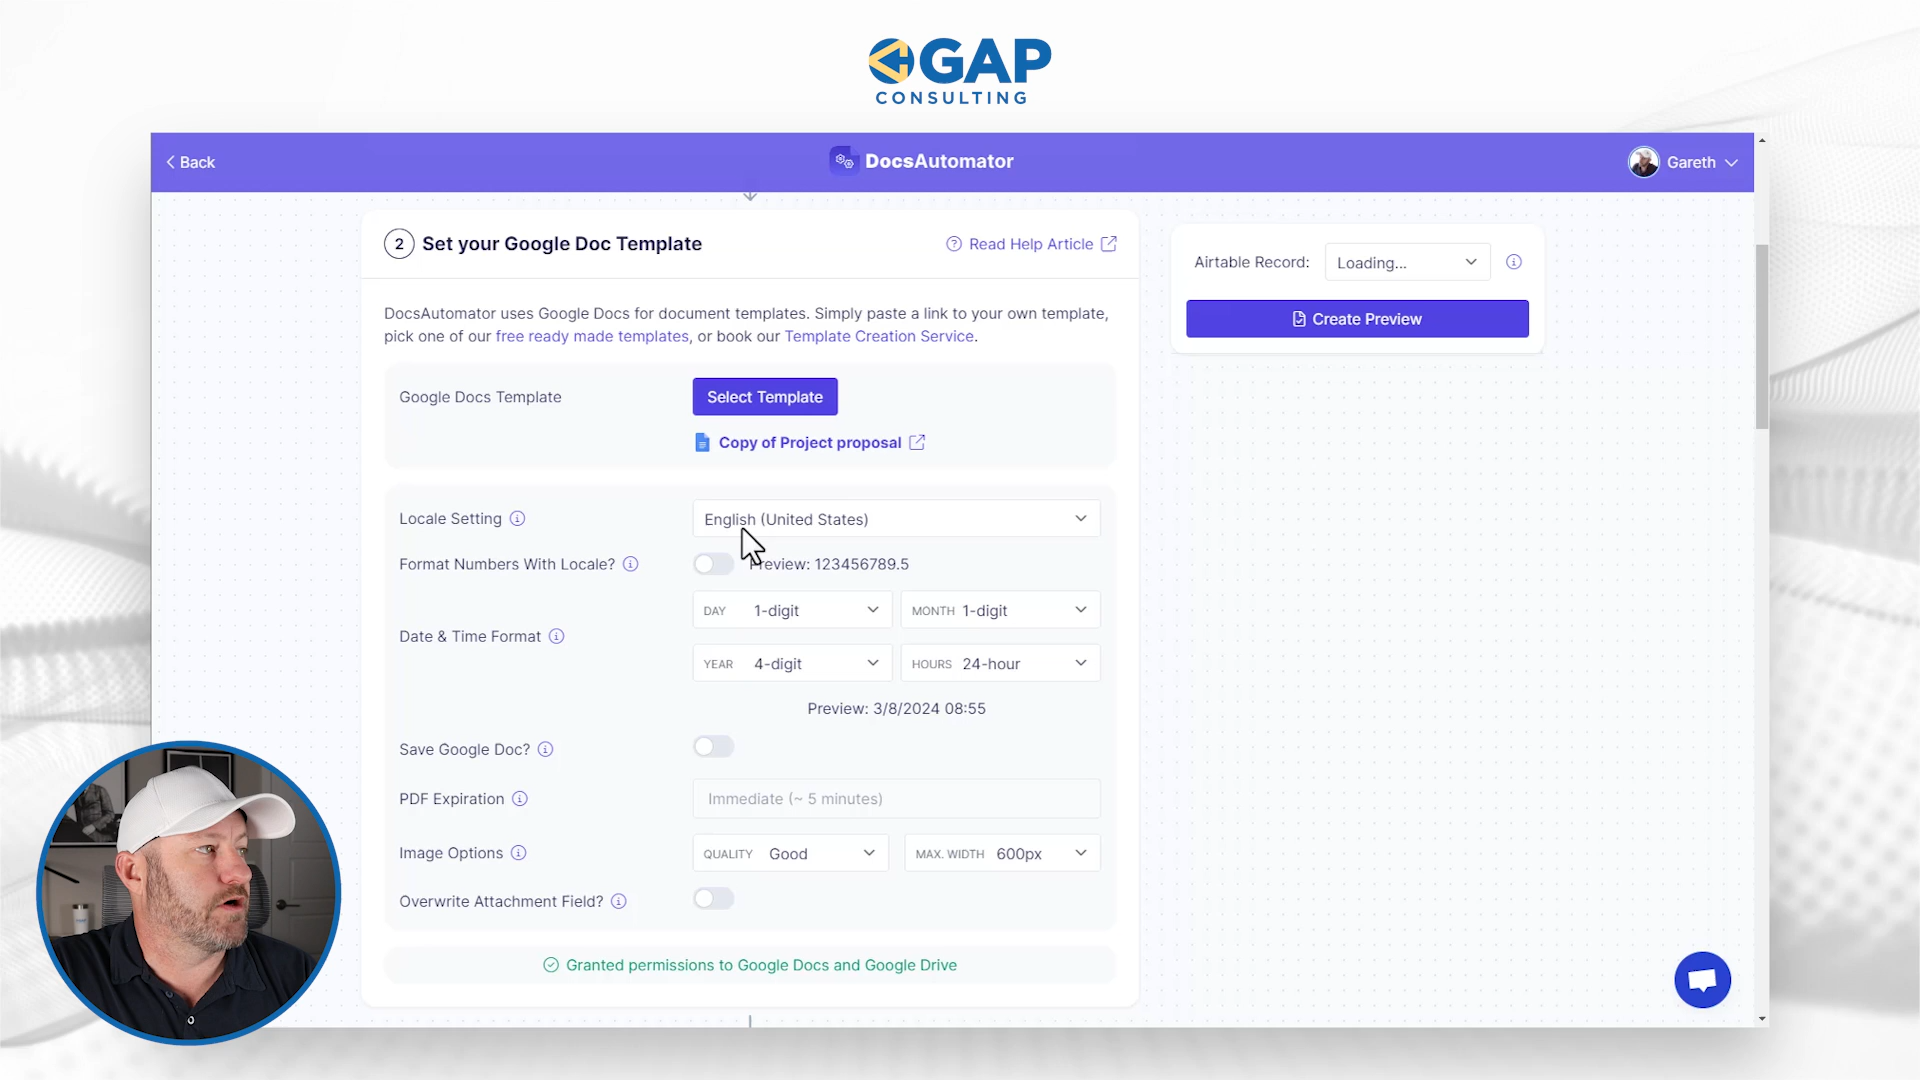 GAP
CONSULTING
Back
DocsAutomator
Gareth
2 Set your Google Doc Template
Read Help Article
DocsAutomator uses Google Docs for document templates. Simply paste a link to your own template,
pick one of our free ready made templates, or book our Template Creation Service.
Google Docs Template
Select Template
Copy of Project proposal
Locale Setting
English (United States)
Format Numbers With Locale?
Preview: 123456789.5
Date & Time Format
DAY 1-digit
MONTH 1-digit
YEAR 4-digit
HOURS 24-hour
Preview: 3/8/2024 08:55
Save Google Doc?
PDF Expiration
Immediate (~ 5 minutes)
Image Options
QUALITY Good
MAX. WIDTH 600px
Overwrite Attachment Field?
Granted permissions to Google Docs and Google Drive
Airtable Record:
Loading...
Create Preview